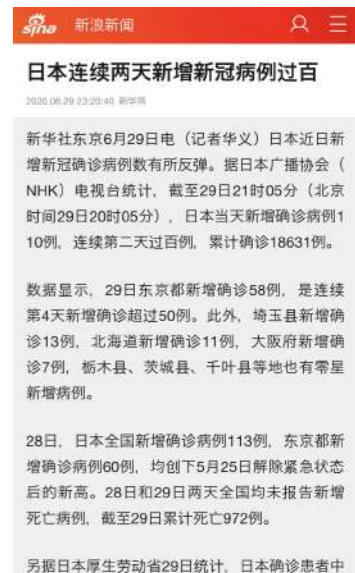 sina 新浪新闻
日本连续两天新增新冠病例过百
2020.06.29 23:20:40 新华网
新华社东京6月29日电（记者华义）日本近日新
增新冠确诊病例数有所反弹。据日本广播协会（
NHK）电视台统计，截至29日21时05分（北京
时间29日20时05分），日本当天新增确诊病例1
10例，连续第二天过百例，累计确诊18631例。
数据显示，29日东京都新增确诊58例，是连续
第4天新增确诊超过50例。此外，埼玉县新增确
诊13例，北海道新增确诊11例，大阪府新增确
诊7例，栃木县、茨城县、千叶县等地也有零星
新增病例。
28日，日本全国新增确诊病例113例，东京都新
增确诊病例60例，均创下5月25日解除紧急状态
后的新高。28日和29日两天全国均未报告新增
死亡病例，截至29日累计死亡972例。
另据日本厚生劳动省29日统计，日本确诊患者中